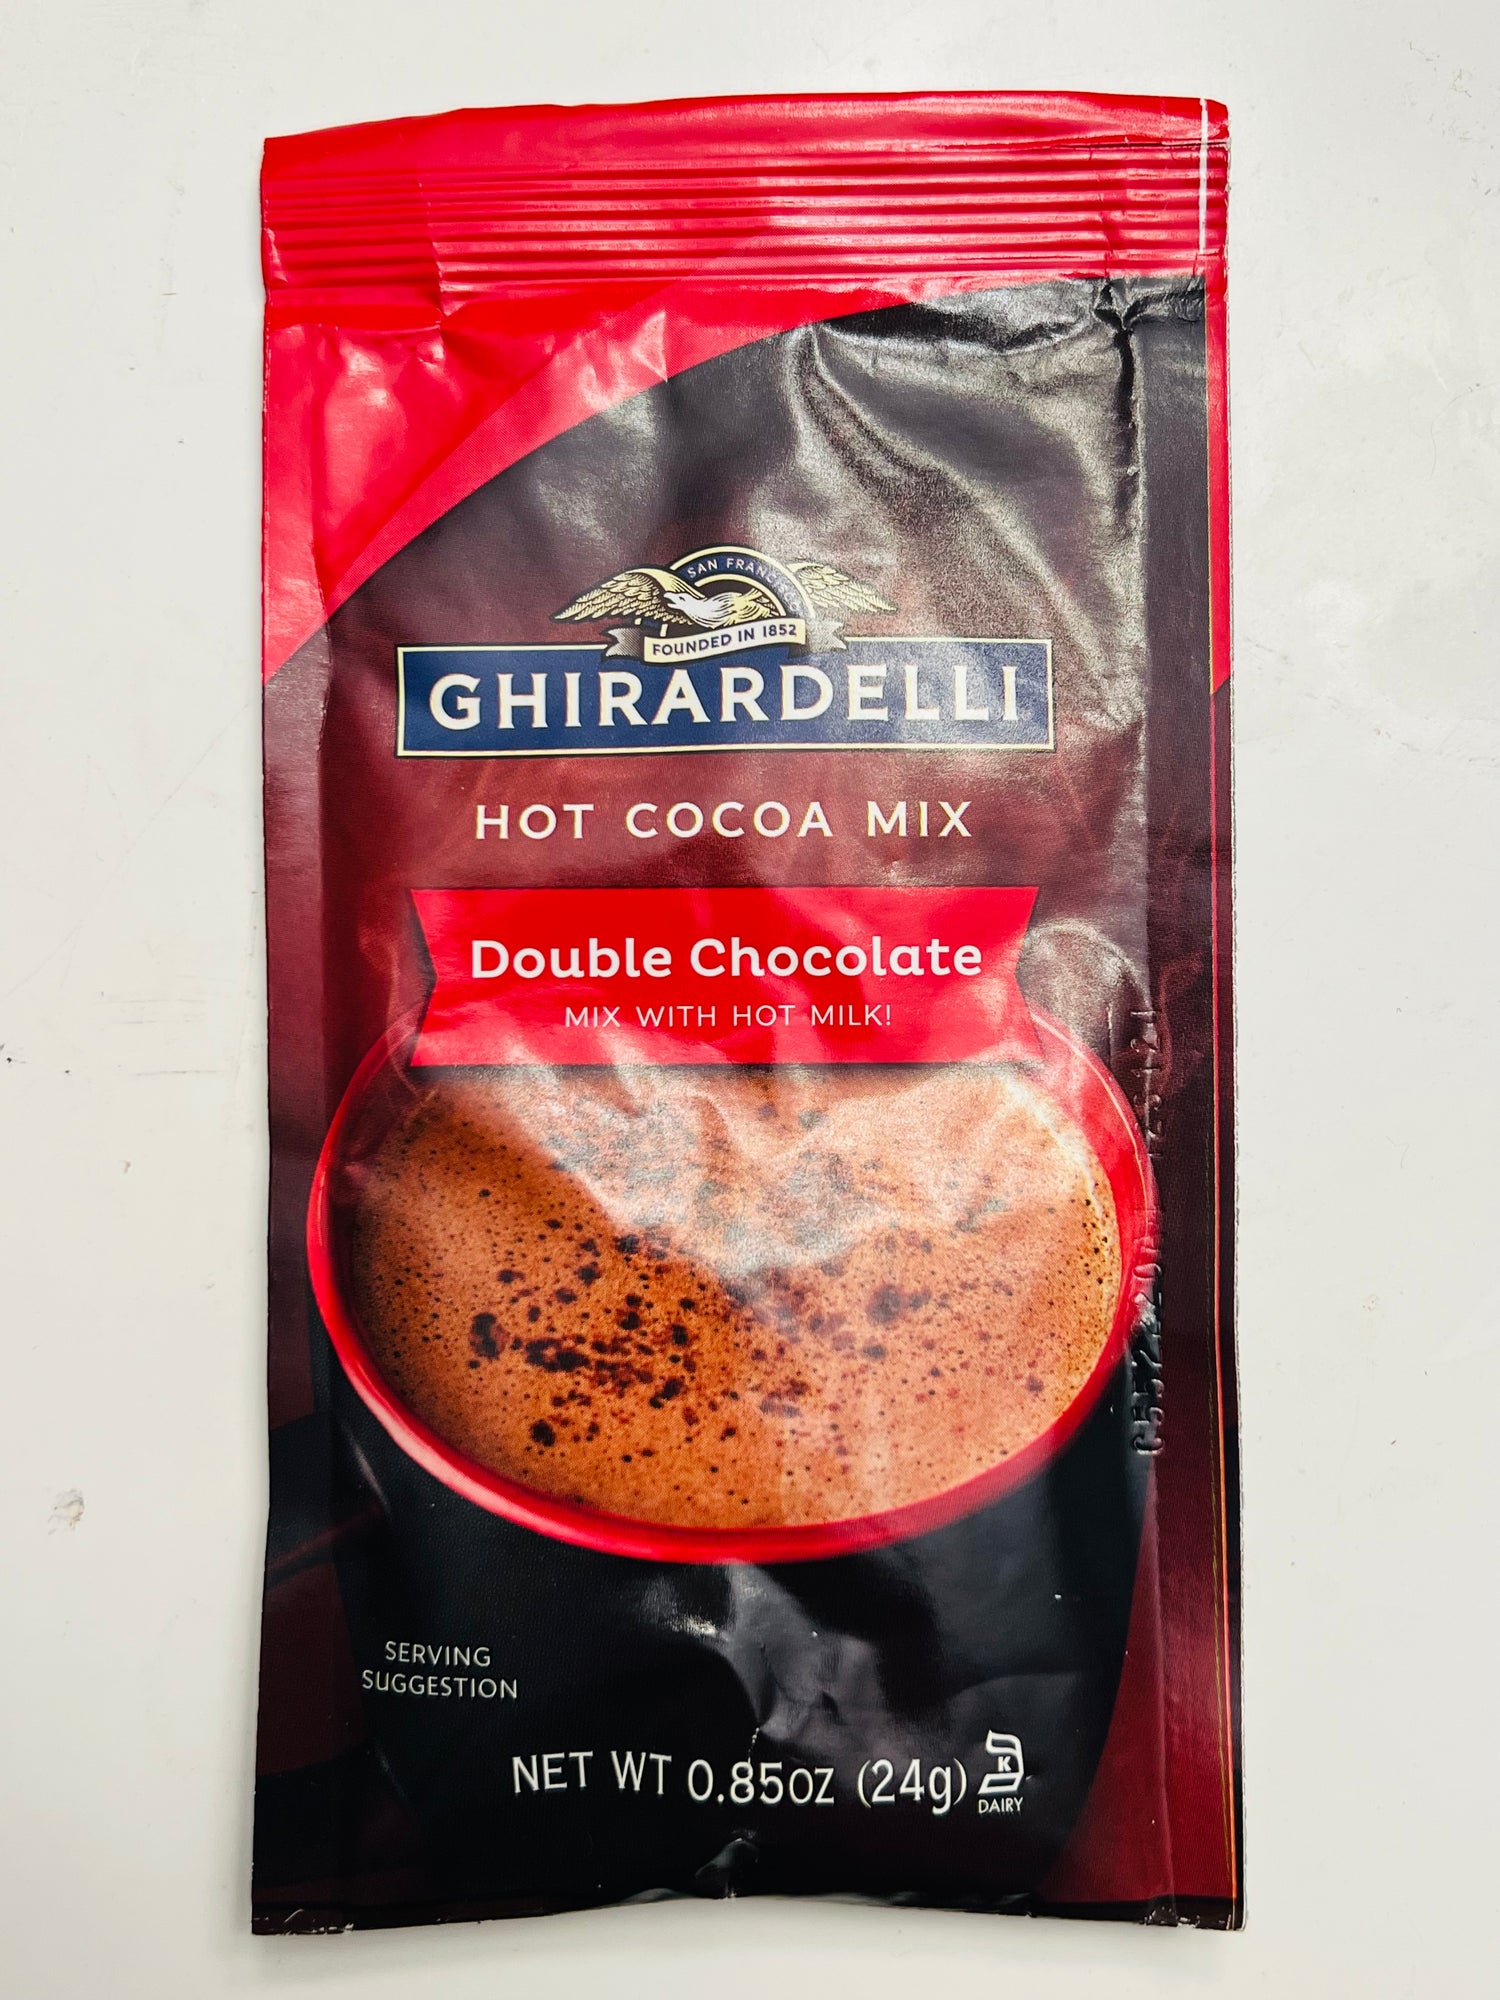 SAN FRANCISCO
FOUNDED IN 1852
GHIRARDELLI
HOT COCOA MIX
Double Chocolate
MIX WITH HOT MILK!
SERVING
SUGGESTION
NET WT 0.85oz (24g)
K
DAIRY